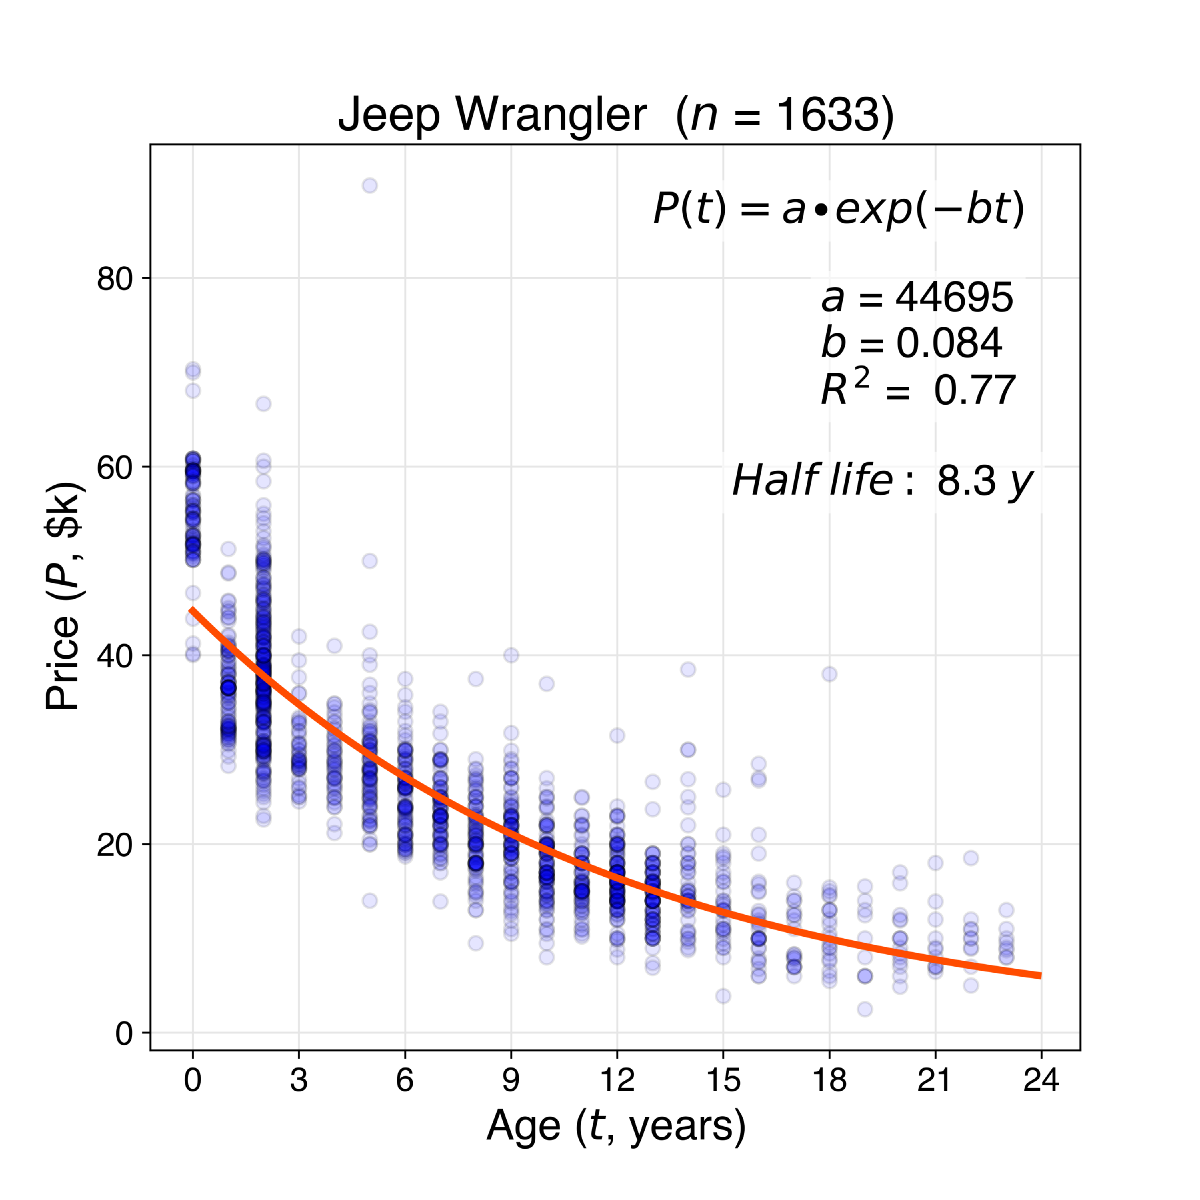 Jeep Wrangler (n = 1633)
P(t) = a•exp(−bt)
a = 44695
b = 0.084
R² = 0.77
Half life: 8.3 y
Price (P, $k)
80
60
40
20
0
0 3 6 9 12 15 18 21 24
Age (t, years)